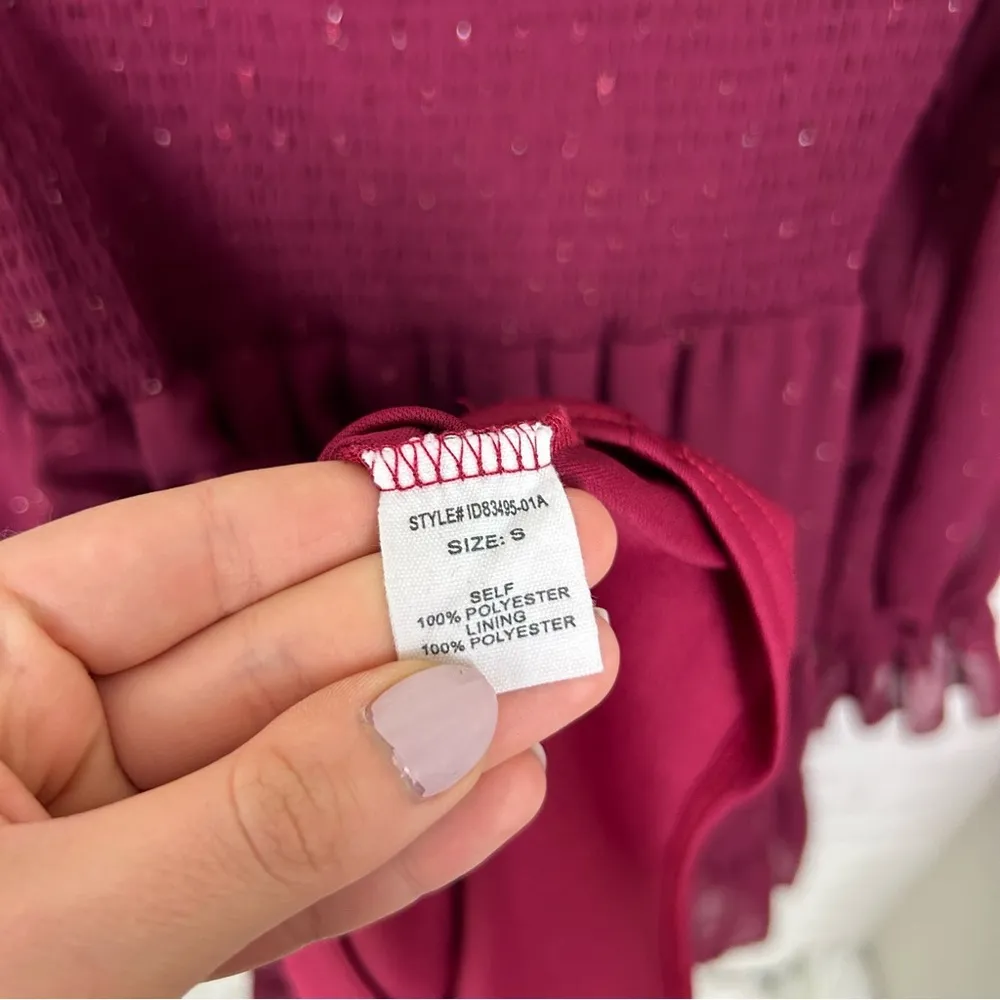 STYLE# ID83495-01A
SIZE: S
SELF
100% POLYESTER
LINING
100% POLYESTER